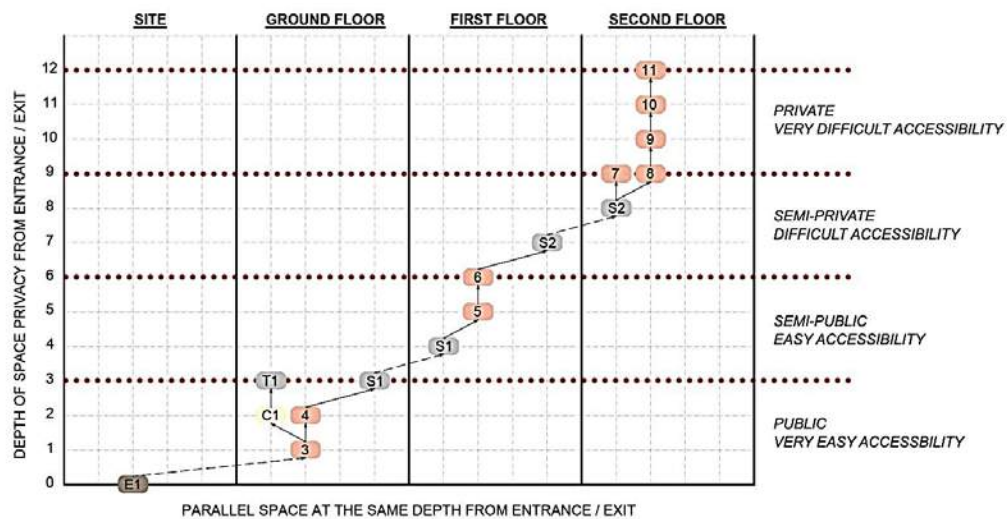 SITE GROUND FLOOR FIRST FLOOR SECOND FLOOR
12 11
11 10 PRIVATE
VERY DIFFICULT ACCESSIBILITY
10 9
9 7 8
8 S2 SEMI-PRIVATE
DIFFICULT ACCESSIBILITY
7 S2
6 6
5 5 SEMI-PUBLIC
EASY ACCESSIBILITY
4 S1
3 T1 S1
2 C1 4 PUBLIC
VERY EASY ACCESSBILITY
1 3
0 E1
DEPTH OF SPACE PRIVACY FROM ENTRANCE / EXIT
PARALLEL SPACE AT THE SAME DEPTH FROM ENTRANCE / EXIT